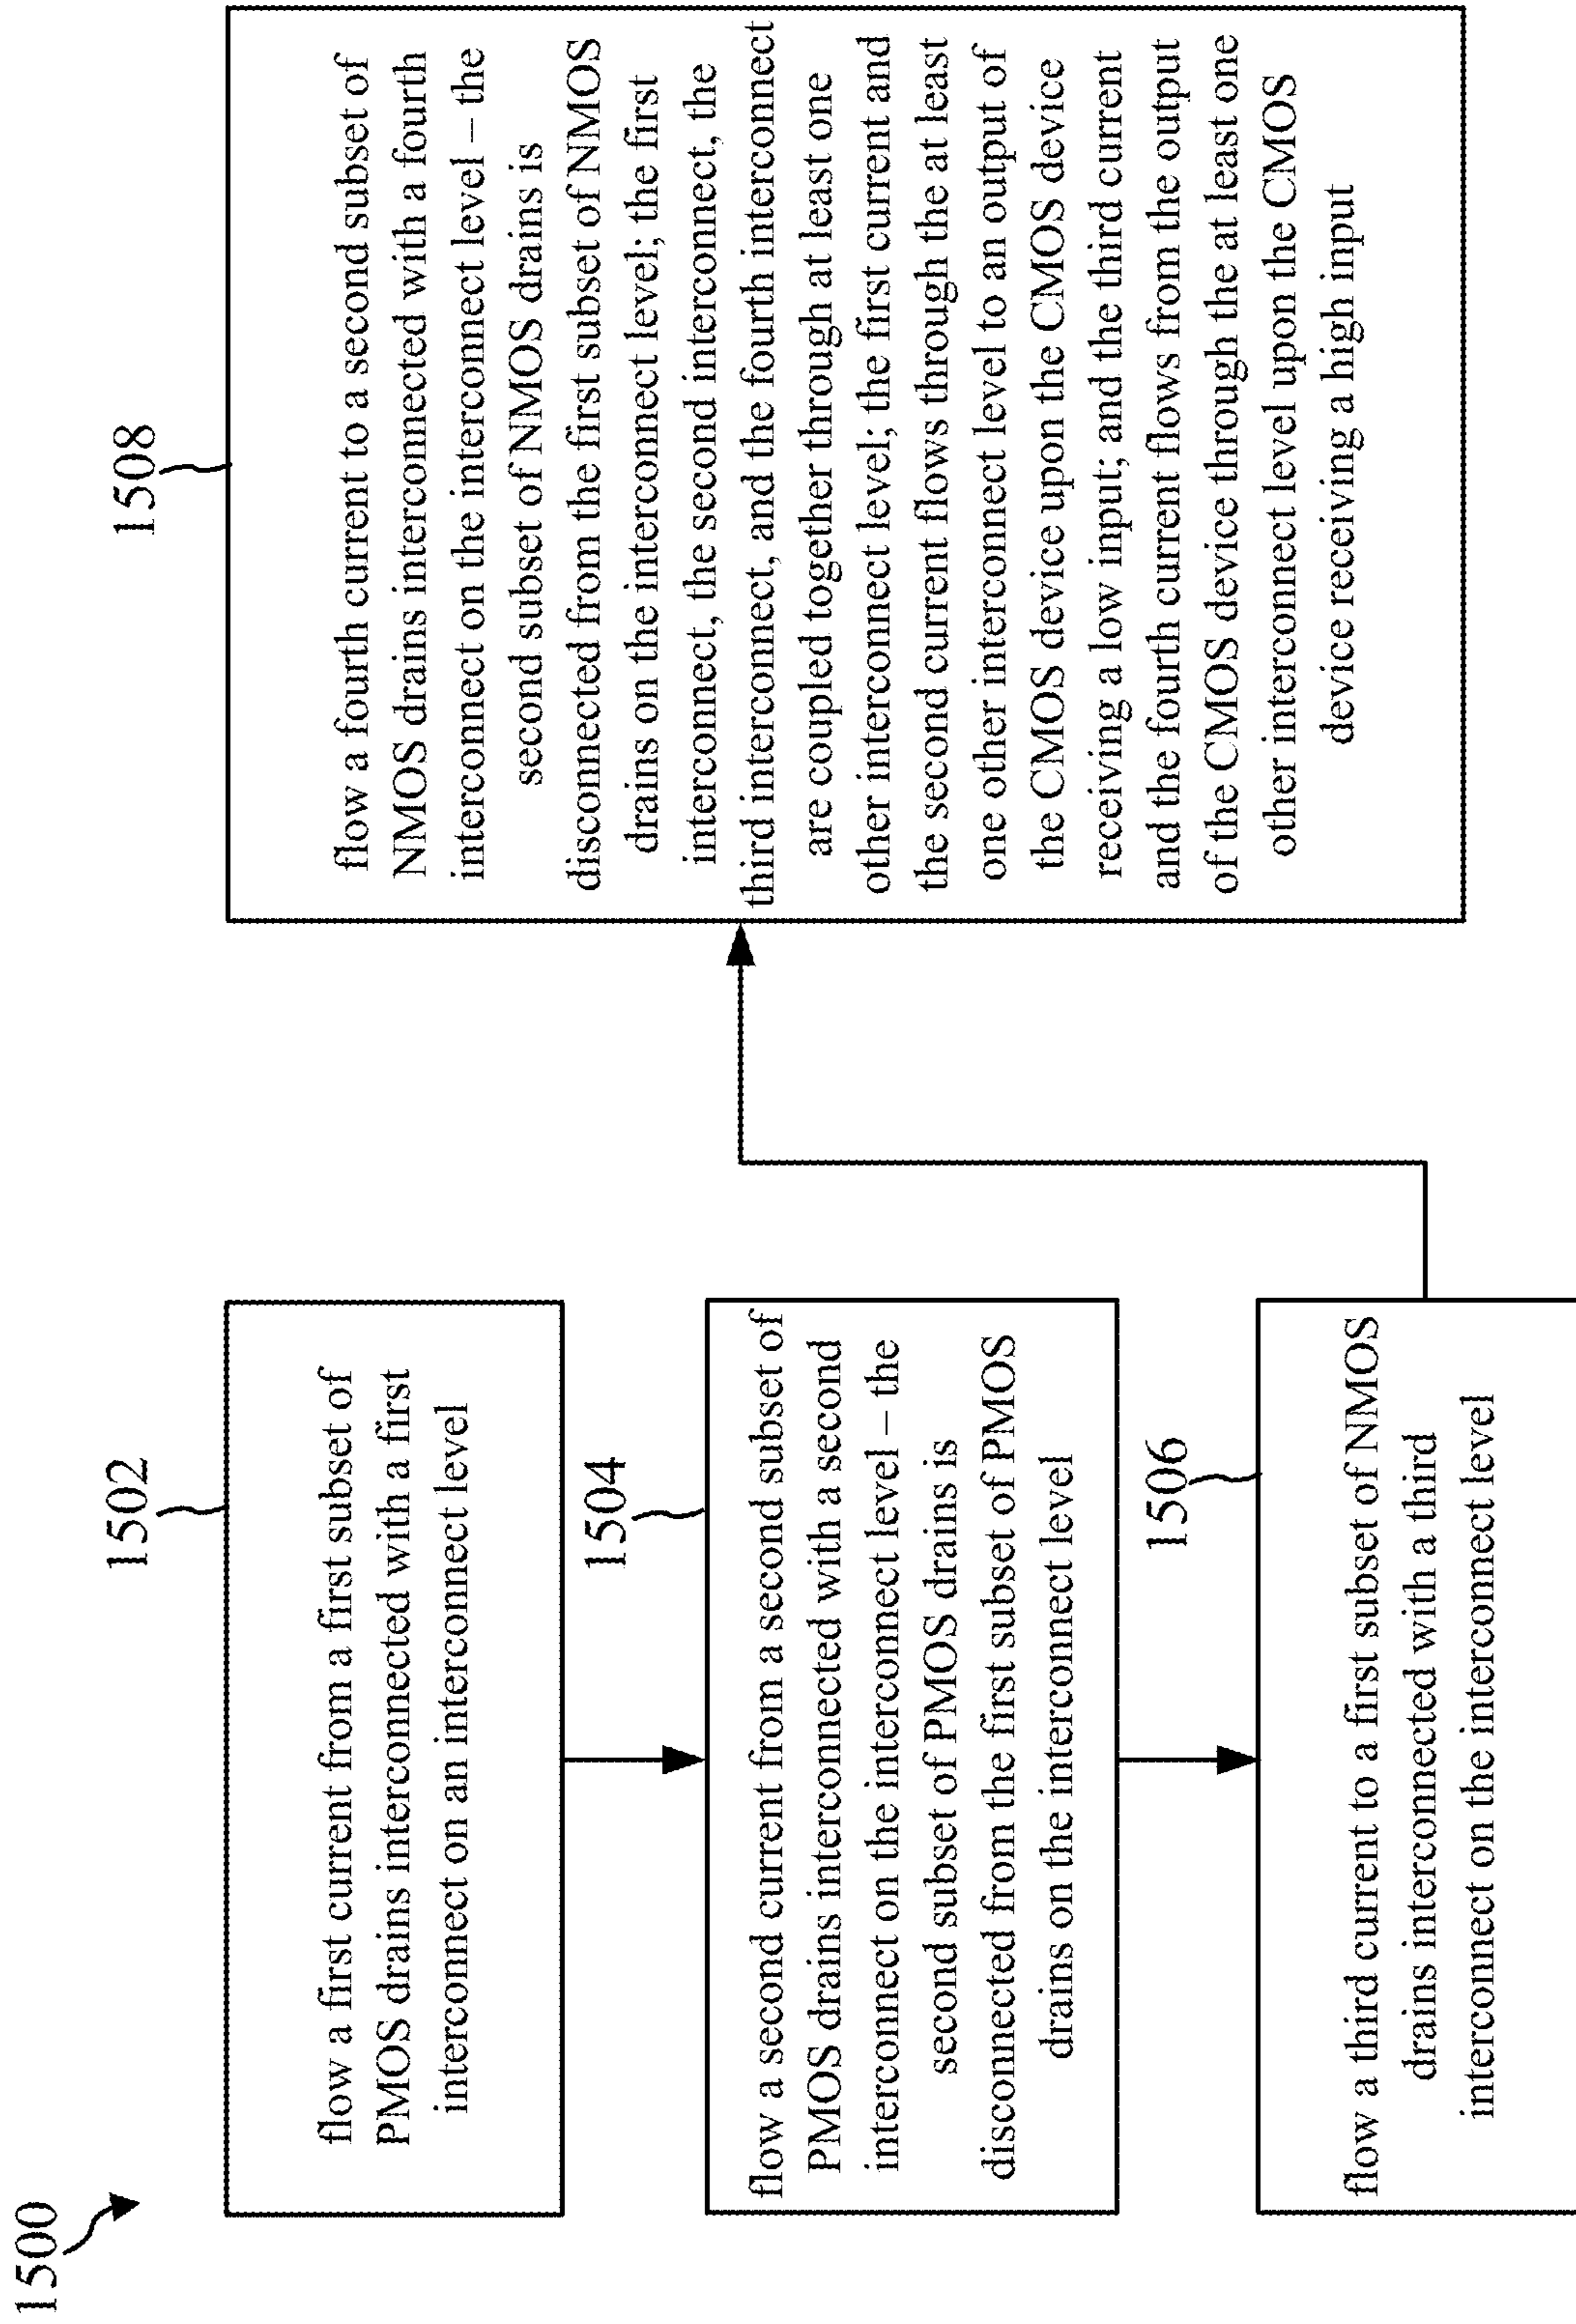 1500
1502
flow a first current from a first subset of
PMOS drains interconnected with a first
interconnect on an interconnect level
1504
flow a second current from a second subset of
PMOS drains interconnected with a second
interconnect on the interconnect level – the
second subset of PMOS drains is
disconnected from the first subset of PMOS
drains on the interconnect level
1506
flow a third current to a first subset of NMOS
drains interconnected with a third
interconnect on the interconnect level
1508
flow a fourth current to a second subset of
NMOS drains interconnected with a fourth
interconnect on the interconnect level – the
second subset of NMOS drains is
disconnected from the first subset of NMOS
drains on the interconnect level; the first
interconnect, the second interconnect, the
third interconnect, and the fourth interconnect
are coupled together through at least one
other interconnect level; the first current and
the second current flows through the at least
one other interconnect level to an output of
the CMOS device upon the CMOS device
receiving a low input; and the third current
and the fourth current flows from the output
of the CMOS device through the at least one
other interconnect level upon the CMOS
device receiving a high input